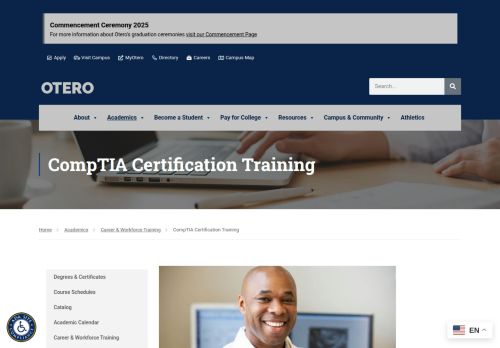 Commencement Ceremony 2025
For more information about Otero's graduation ceremonies visit our Commencement Page
Apply Visit Campus MyOtero Directory Careers Campus Map
OTERO
Search...
About Academics Become a Student Pay for College Resources Campus & Community Athletics
CompTIA Certification Training
Home Academics Career & Workforce Training CompTIA Certification Training
Degrees & Certificates
Course Schedules
Catalog
Academic Calendar
Career & Workforce Training
EN